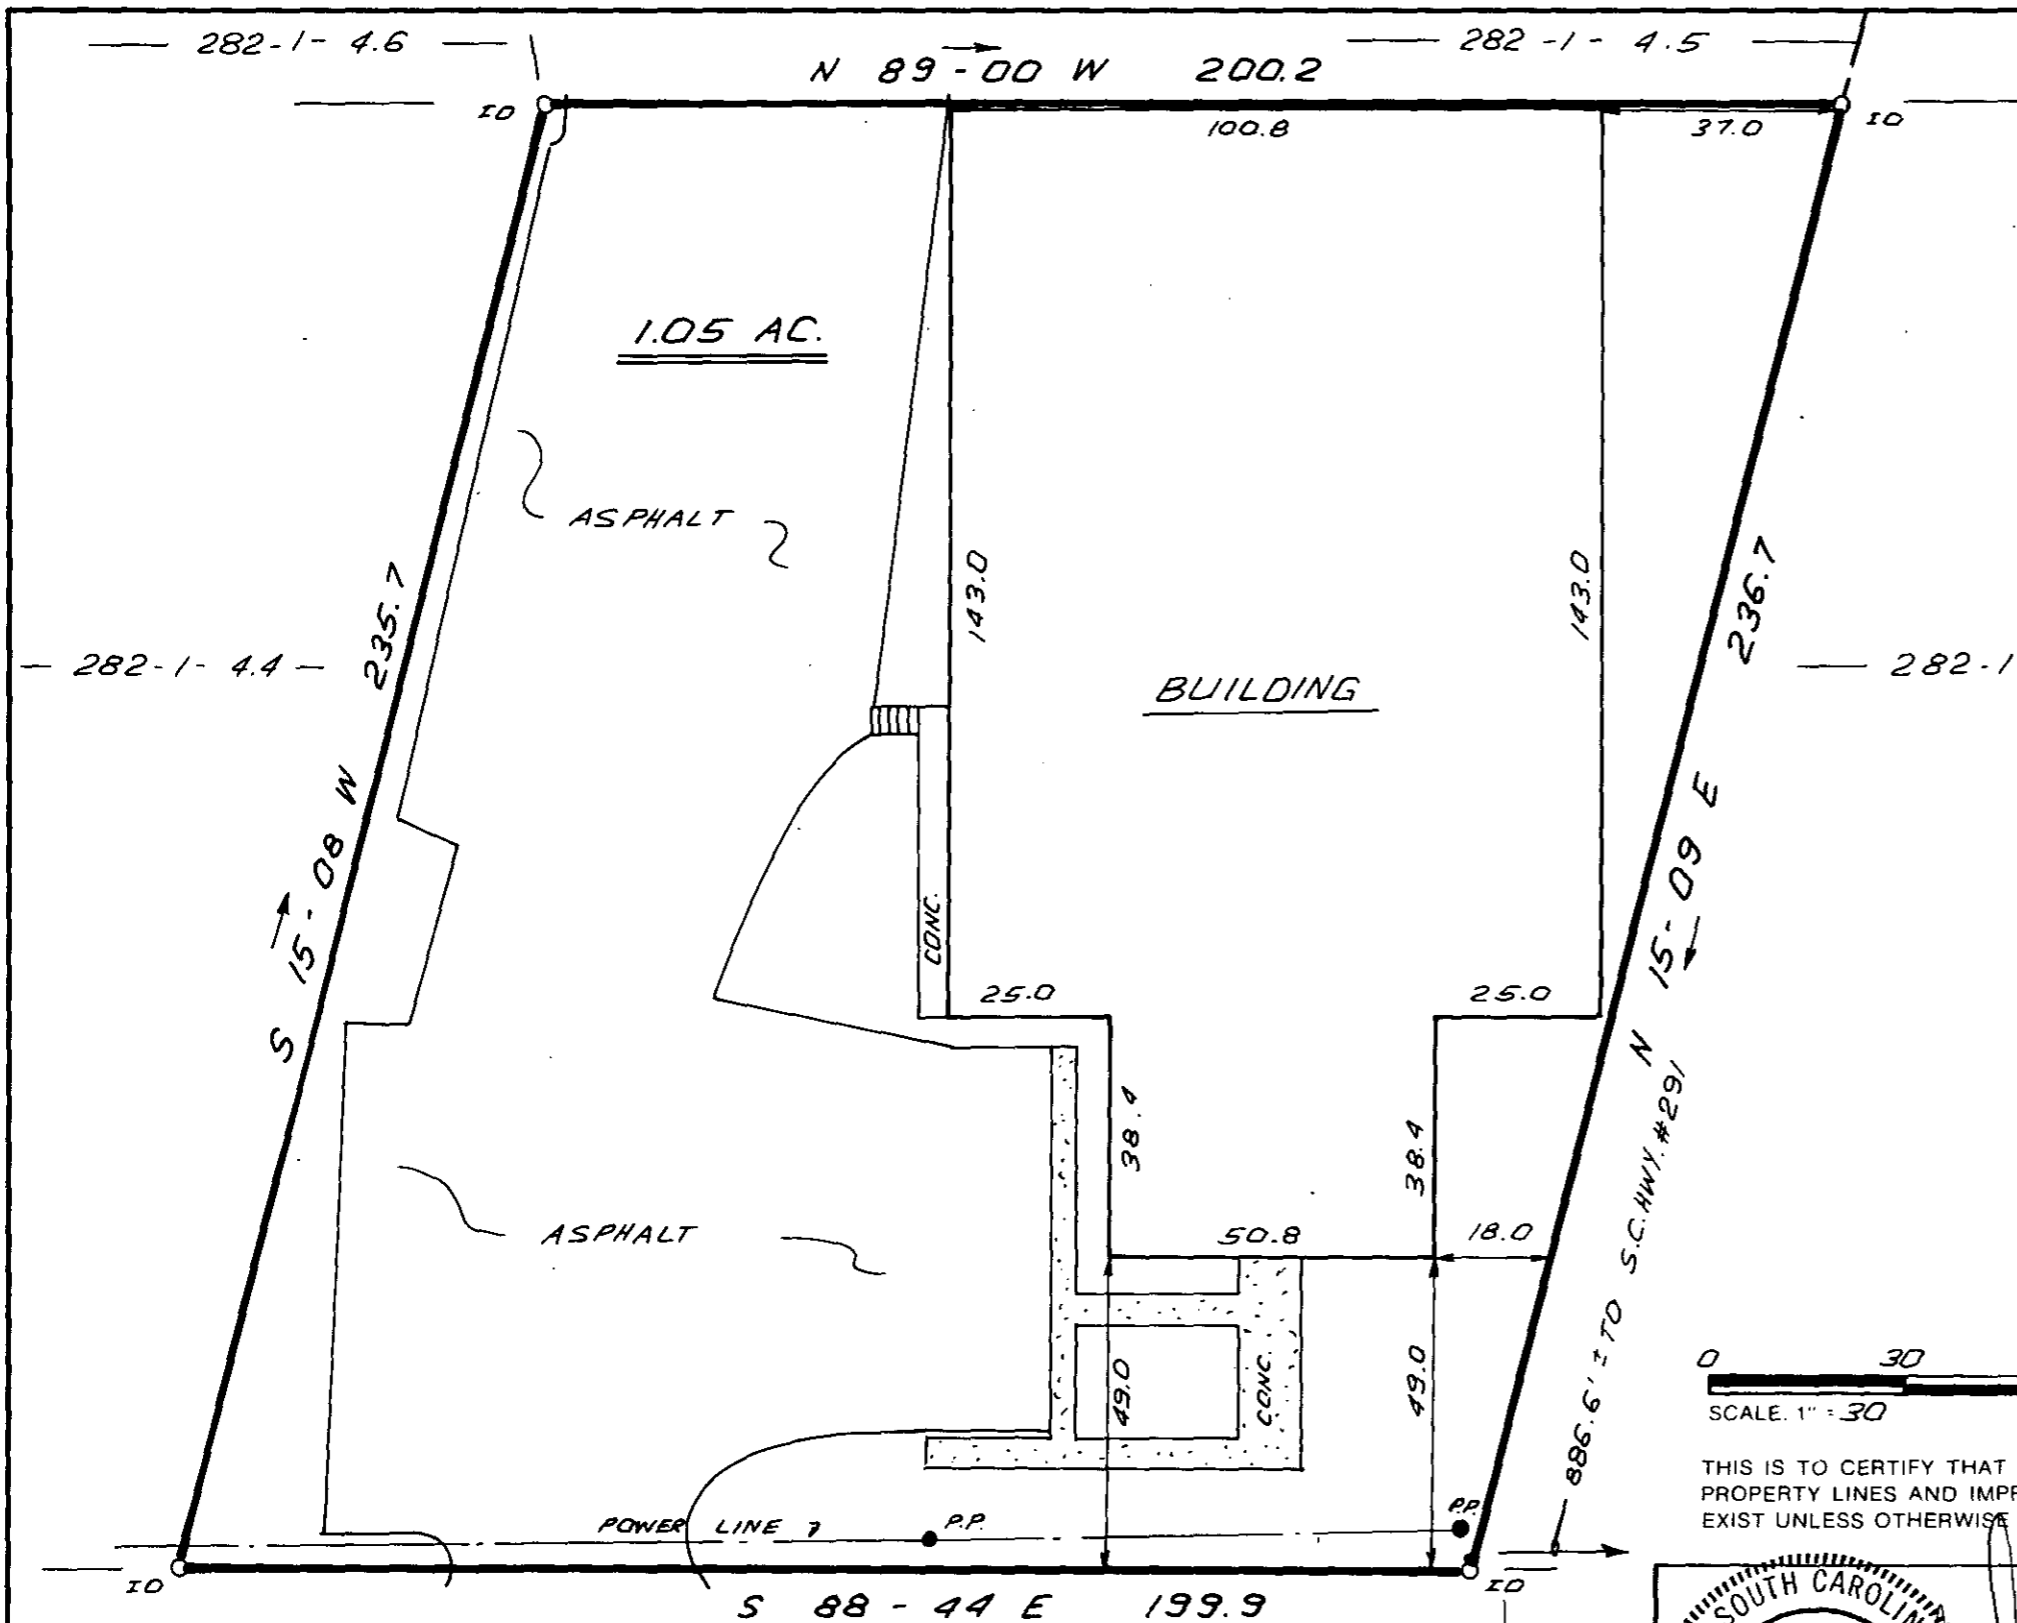 282-1- 4.6
282-1- 4.5
N 89-00 W 200.2
IO
IO
100.8
37.0
1.05 AC.
ASPHALT
143.0
143.0
S 15-08 W 235.7
N 15-09 E 236.7
282-1- 4.4
282-1
BUILDING
CONC.
25.0
25.0
38.4
38.4
ASPHALT
50.8
18.0
49.0
49.0
CONC.
886.6' ± TO S.C. HWY. #291
0 30
SCALE. 1" = 30
THIS IS TO CERTIFY THAT
PROPERTY LINES AND IMPR
EXIST UNLESS OTHERWISE
POWER LINE
P.P.
P.P.
IO
IO
S 88-44 E 199.9
SOUTH CAROLIN